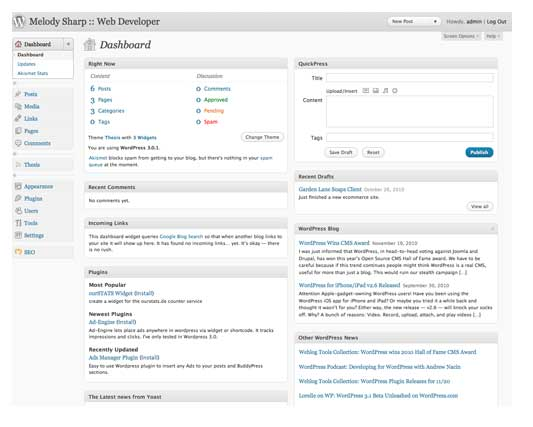 Melody Sharp :: Web Developer
New Post
Howdy, admin | Log Out
Screen Options
Help
Dashboard
Dashboard
Updates
Akismet Stats
Posts
Media
Links
Pages
Comments
Thesis
Appearance
Plugins
Users
Tools
Settings
SEO
Dashboard
Right Now
Content
Discussion
6 Posts
0 Comments
3 Pages
0 Approved
3 Categories
0 Pending
0 Tags
0 Spam
Theme Thesis with 3 Widgets
Change Theme
You are using WordPress 3.0.1.
Akismet blocks spam from getting to your blog, but there's nothing in your spam
queue at the moment.
Recent Comments
No comments yet.
Incoming Links
This dashboard widget queries Google Blog Search so that when another blog links to
your site it will show up here. It has found no incoming links... yet. It's okay — there
is no rush.
Plugins
Most Popular
ourSTATS Widget (Install)
create a widget for the ourstats.de counter service
Newest Plugins
Ad-Engine (Install)
Ad-Engine lets place ads anywhere in wordpress via widget or shortcode. It tracks
impressions and clicks. I've only tested in Wordpress 3.0.
Recently Updated
Ads Manager Plugin (Install)
Easy to use Wordpress plugin to insert any Ads to your posts and BuddyPress
sections.
The Latest news from Yoast
QuickPress
Title
Upload/Insert
Content
Tags
Save Draft
Reset
Publish
Recent Drafts
Garden Lane Soaps Client October 20, 2010
Just finished a new ecommerce site.
View all
WordPress Blog
WordPress Wins CMS Award November 19, 2010
I was just informed that WordPress, in head-to-head voting against Joomla and
Drupal, has won this year's Open Source CMS Hall of Fame award. We have to be
careful because if this trend continues people might think WordPress is a real CMS,
useful for more than just a blog. This would ruin our stealth campaign [...]
WordPress for iPhone/iPad v2.6 Released September 30, 2010
Attention Apple-gadget-owning WordPress users! Have you been using the
WordPress iOS app for iPhone and iPad? Or maybe you tried it a while back and
thought it wasn't for you? Either way, the new release — v2.6 — will knock your socks
off. Why? A bunch of reasons: Video. Record, upload, attach, and play videos [...]
Other WordPress News
Weblog Tools Collection: WordPress wins 2010 Hall of Fame CMS Award
WordPress Podcast: Developing for WordPress with Andrew Nacin
Weblog Tools Collection: WordPress Plugin Releases for 11/20
Lorelle on WP: WordPress 3.1 Beta Unleashed on WordPress.com